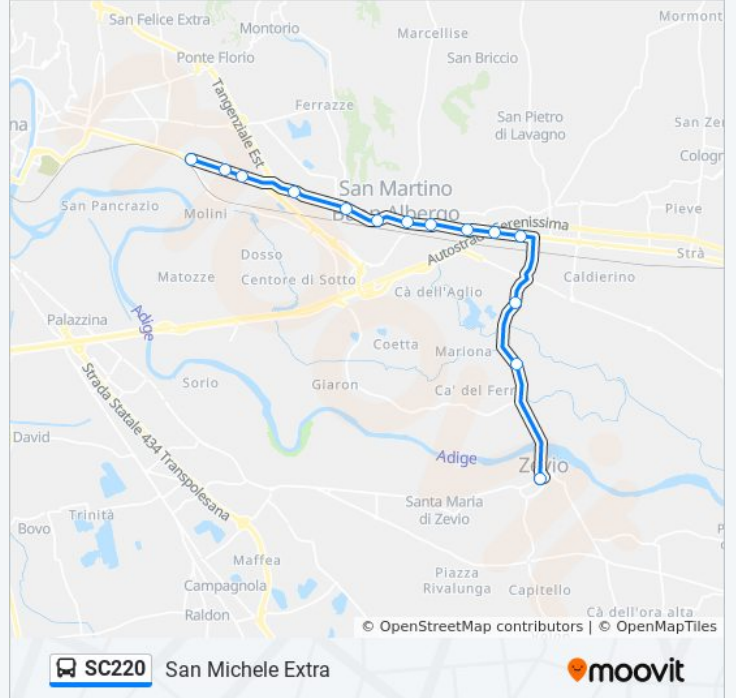 San Felice Extra
Montorio
Mormont
Marcellise
Ponte Florio
San Briccio
Tangenziale Est
Ferrazze
San Pietro
di Lavagno
San Ze
na
Cologr
San Martino
Buon Albergo
San Pancrazio
Molini
Pieve
Autostrada Serenissima
Strà
Dosso
Matozze
Centore di Sotto
Caldierino
Cà dell'Aglio
Adige
Palazzina
Coetta
Mariona
Strada Statale 434 Transpolesana
Sorio
Giaron
Ca' del Ferr
David
Adige
Zevio
Santa Maria
di Zevio
Trinità
Bovo
P
Maffea
Piazza
Rivalunga
Capitello
Campagnola
Raldon
Cà dell'ora alta
© OpenStreetMap contributors | © OpenMapTiles
SC220 San Michele Extra
moovit